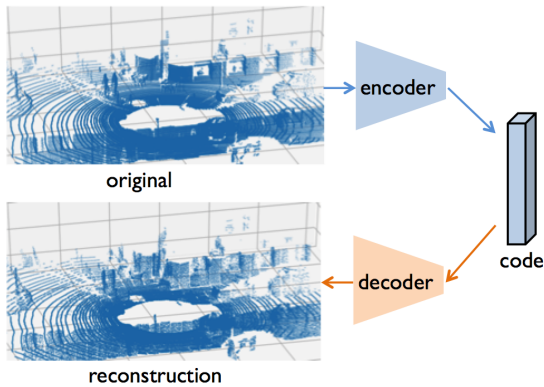 encoder
original
code
decoder
reconstruction